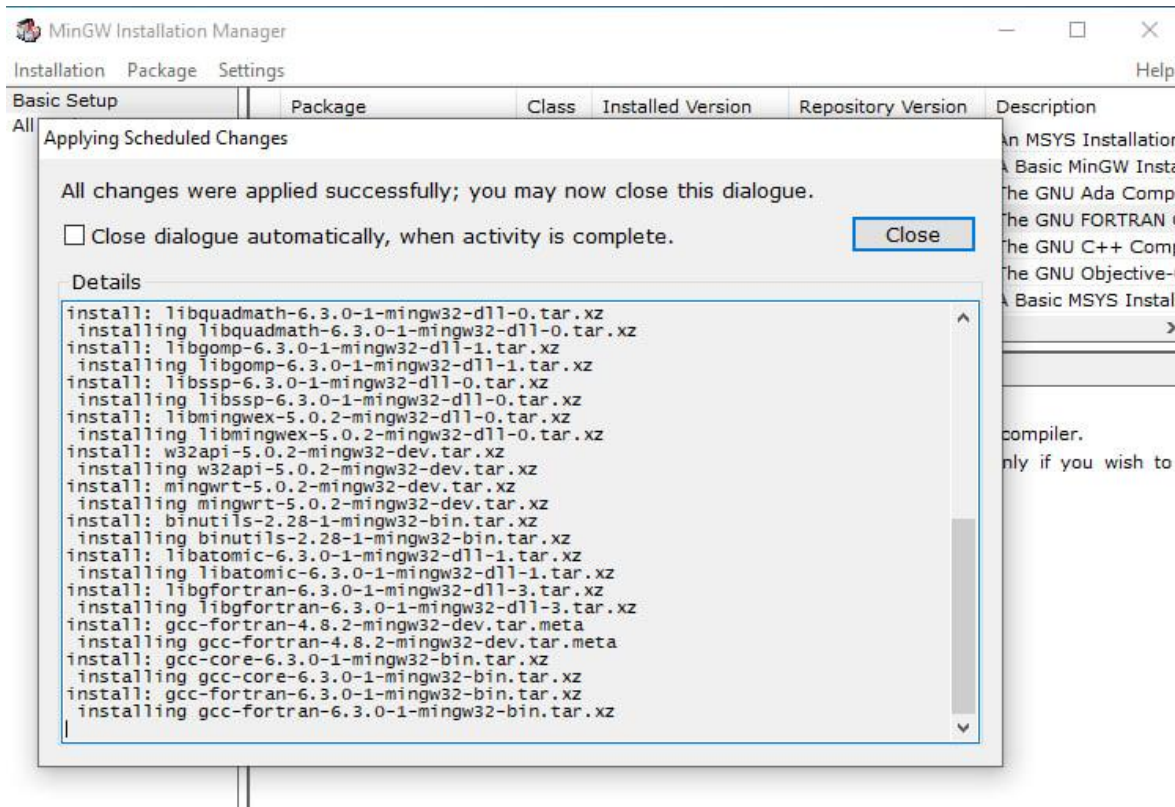 MinGW Installation Manager
Installation Package Settings Help
Basic Setup
Package Class Installed Version Repository Version Description
All
Applying Scheduled Changes
An MSYS Installation
A Basic MinGW Insta
The GNU Ada Comp
The GNU FORTRAN
The GNU C++ Comp
The GNU Objective-
A Basic MSYS Instal
All changes were applied successfully; you may now close this dialogue.
Close dialogue automatically, when activity is complete.
Close
Details
install: libquadmath-6.3.0-1-mingw32-dll-0.tar.xz
installing libquadmath-6.3.0-1-mingw32-dll-0.tar.xz
install: libgomp-6.3.0-1-mingw32-dll-1.tar.xz
installing libgomp-6.3.0-1-mingw32-dll-1.tar.xz
install: libssp-6.3.0-1-mingw32-dll-0.tar.xz
installing libssp-6.3.0-1-mingw32-dll-0.tar.xz
install: libmingwex-5.0.2-mingw32-dll-0.tar.xz
installing libmingwex-5.0.2-mingw32-dll-0.tar.xz
install: w32api-5.0.2-mingw32-dev.tar.xz
installing w32api-5.0.2-mingw32-dev.tar.xz
install: mingwrt-5.0.2-mingw32-dev.tar.xz
installing mingwrt-5.0.2-mingw32-dev.tar.xz
install: binutils-2.28-1-mingw32-bin.tar.xz
installing binutils-2.28-1-mingw32-bin.tar.xz
install: libatomic-6.3.0-1-mingw32-dll-1.tar.xz
installing libatomic-6.3.0-1-mingw32-dll-1.tar.xz
install: libgfortran-6.3.0-1-mingw32-dll-3.tar.xz
installing libgfortran-6.3.0-1-mingw32-dll-3.tar.xz
install: gcc-fortran-4.8.2-mingw32-dev.tar.meta
installing gcc-fortran-4.8.2-mingw32-dev.tar.meta
install: gcc-core-6.3.0-1-mingw32-bin.tar.xz
installing gcc-core-6.3.0-1-mingw32-bin.tar.xz
install: gcc-fortran-6.3.0-1-mingw32-bin.tar.xz
installing gcc-fortran-6.3.0-1-mingw32-bin.tar.xz
compiler.
nly if you wish to